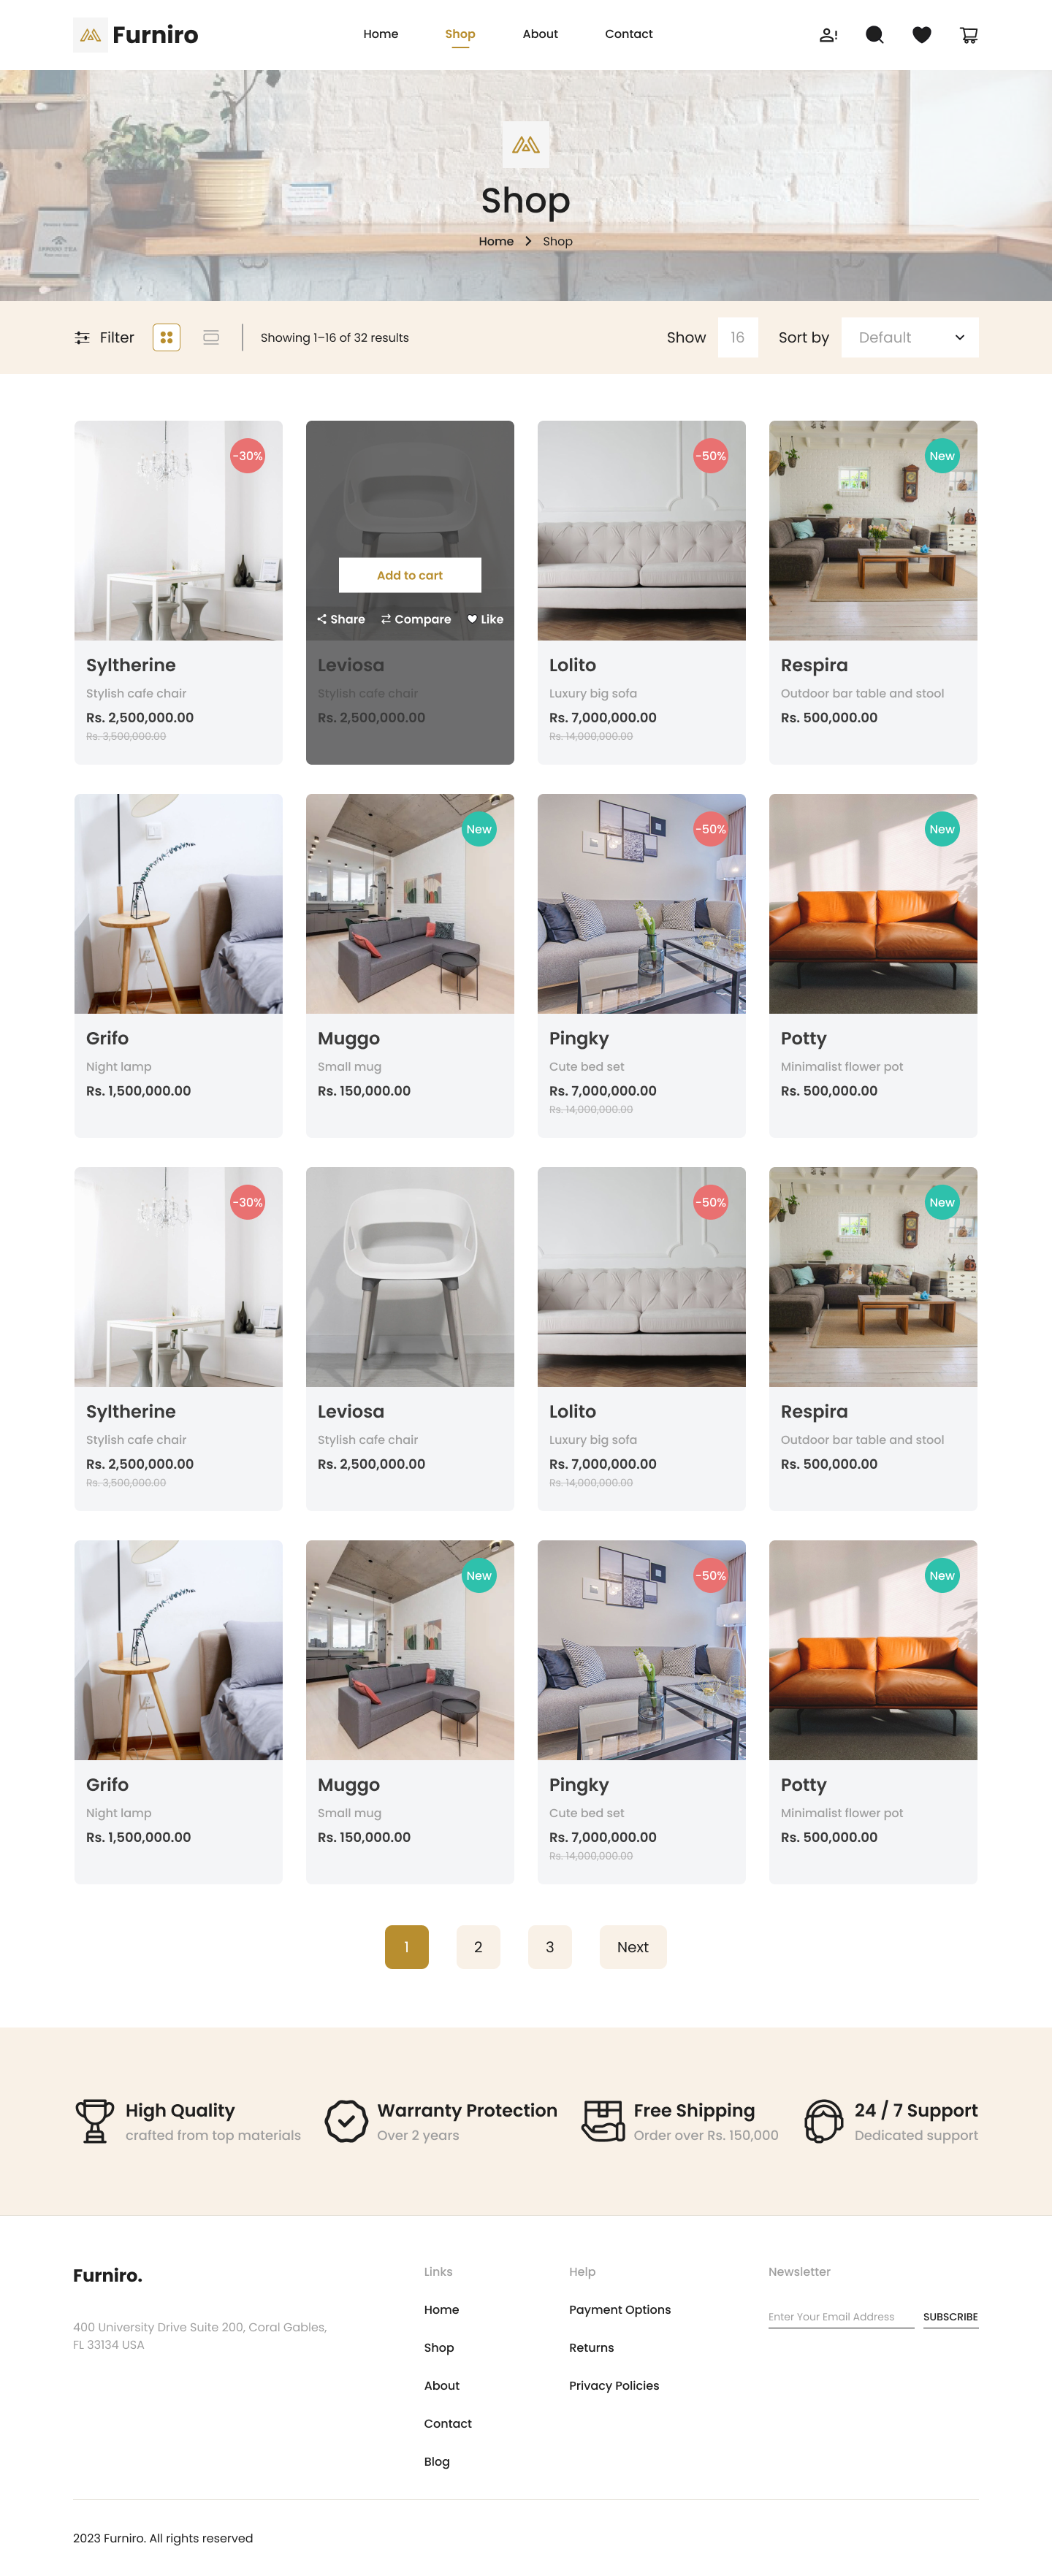 Furniro
Home
Shop
About
Contact
Shop
Home
Shop
Filter
Showing 1–16 of 32 results
Show
16
Sort by
Default
-30%
Add to cart
Share
Compare
Like
-50%
New
Syltherine
Stylish cafe chair
Rs. 2,500,000.00
Rs. 3,500,000.00
Leviosa
Stylish cafe chair
Rs. 2,500,000.00
Lolito
Luxury big sofa
Rs. 7,000,000.00
Rs. 14,000,000.00
Respira
Outdoor bar table and stool
Rs. 500,000.00
New
-50%
New
Grifo
Night lamp
Rs. 1,500,000.00
Muggo
Small mug
Rs. 150,000.00
Pingky
Cute bed set
Rs. 7,000,000.00
Rs. 14,000,000.00
Potty
Minimalist flower pot
Rs. 500,000.00
-30%
-50%
New
Syltherine
Stylish cafe chair
Rs. 2,500,000.00
Rs. 3,500,000.00
Leviosa
Stylish cafe chair
Rs. 2,500,000.00
Lolito
Luxury big sofa
Rs. 7,000,000.00
Rs. 14,000,000.00
Respira
Outdoor bar table and stool
Rs. 500,000.00
New
-50%
New
Grifo
Night lamp
Rs. 1,500,000.00
Muggo
Small mug
Rs. 150,000.00
Pingky
Cute bed set
Rs. 7,000,000.00
Rs. 14,000,000.00
Potty
Minimalist flower pot
Rs. 500,000.00
1
2
3
Next
High Quality
crafted from top materials
Warranty Protection
Over 2 years
Free Shipping
Order over Rs. 150,000
24 / 7 Support
Dedicated support
Furniro.
400 University Drive Suite 200, Coral Gables,
FL 33134 USA
Links
Home
Shop
About
Contact
Blog
Help
Payment Options
Returns
Privacy Policies
Newsletter
Enter Your Email Address
SUBSCRIBE
2023 Furniro. All rights reserved